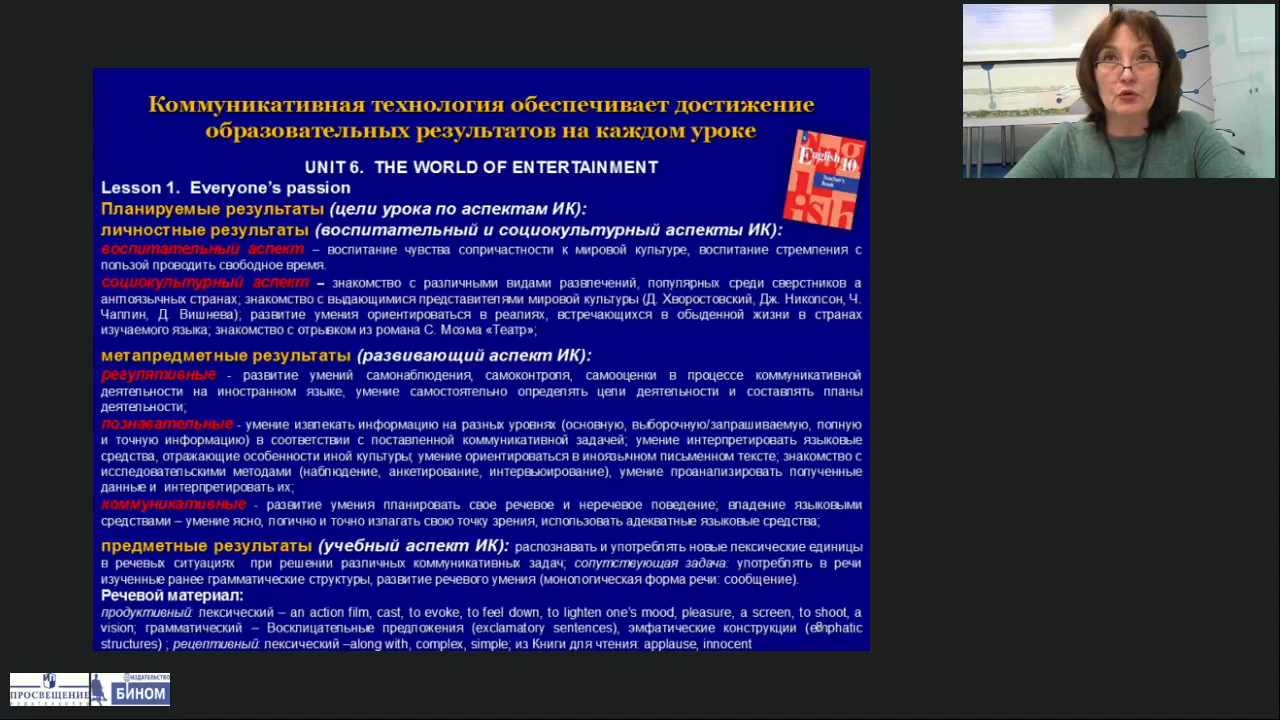 Коммуникативная технология обеспечивает достижение
образовательных результатов на каждом уроке
UNIT 6. THE WORLD OF ENTERTAINMENT
Lesson 1. Everyone’s passion
Планируемые результаты (цели урока по аспектам ИК):
личностные результаты (воспитательный и социокультурный аспекты ИК):
воспитательный аспект – воспитание чувства сопричастности к мировой культуре, воспитание стремления с
пользой проводить свободное время.
социокультурный аспект – знакомство с различными видами развлечений, популярных среди сверстников в
англоязычных странах; знакомство с выдающимися представителями мировой культуры (Д. Хворостовский, Дж. Николсон, Ч.
Чаплин, Д. Вишнева); развитие умения ориентироваться в реалиях, встречающихся в обыденной жизни в странах
изучаемого языка; знакомство с отрывком из романа С. Моэма «Театр»;
метапредметные результаты (развивающий аспект ИК):
регулятивные - развитие умений самонаблюдения, самоконтроля, самооценки в процессе коммуникативной
деятельности на иностранном языке, умение самостоятельно определять цели деятельности и составлять планы
деятельности;
познавательные - умение извлекать информацию на разных уровнях (основную, выборочную/запрашиваемую, полную
и точную информацию) в соответствии с поставленной коммуникативной задачей; умение интерпретировать языковые
средства, отражающие особенности иной культуры; умение ориентироваться в иноязычном письменном тексте; знакомство с
исследовательскими методами (наблюдение, анкетирование, интервьюирование), умение проанализировать полученные
данные и интерпретировать их;
коммуникативные - развитие умения планировать свое речевое и неречевое поведение; владение языковыми
средствами – умение ясно, логично и точно излагать свою точку зрения, использовать адекватные языковые средства;
предметные результаты (учебный аспект ИК): распознавать и употреблять новые лексические единицы
в речевых ситуациях при решении различных коммуникативных задач; сопутствующая задача: употреблять в речи
изученные ранее грамматические структуры, развитие речевого умения (монологическая форма речи: сообщение).
Речевой материал:
продуктивный: лексический – an action film, cast, to evoke, to feel down, to lighten one’s mood, pleasure, a screen, to shoot, a
vision; грамматический – Восклицательные предложения (exclamatory sentences), эмфатические конструкции (emphatic
structures) ; рецептивный: лексический –along with, complex, simple; из Книги для чтения: applause, innocent
8
English 10
Teacher's
Book
ПРОСВЕЩЕНИЕ
ИЗДАТЕЛЬСТВО
ИЗДАТЕЛЬСТВО
БИНОМ